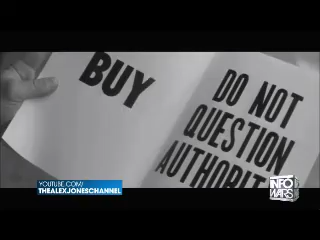 BUY
DO NOT
QUESTION
AUTHORIT
YOUTUBE.COM/
THEALEXJONESCHANNEL
INFO
WARS